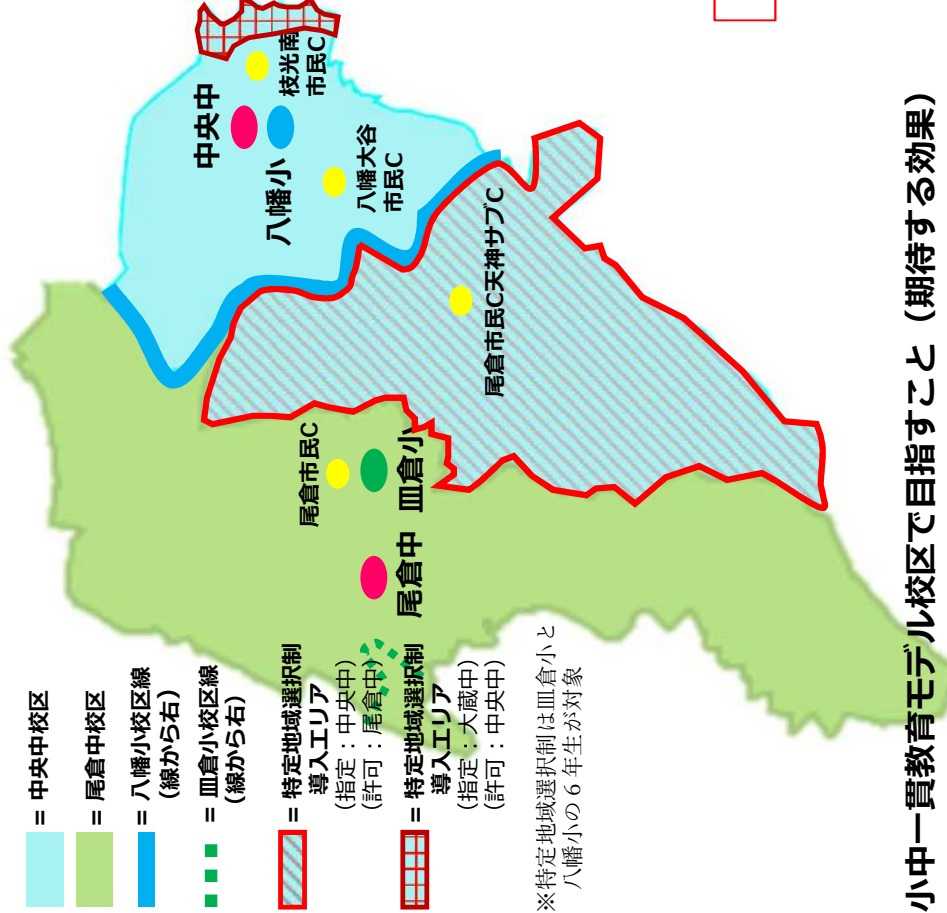 = 中央中校区
= 尾倉中校区
= 八幡小校区線
(線から右)
= 皿倉小校区線
(線から右)
= 特定地域選択制
導入エリア
(指定：中央中)
(許可：尾倉中)
= 特定地域選択制
導入エリア
(指定：大蔵中)
(許可：中央中)
※特定地域選択制は皿倉小と
八幡小の６年生が対象
中央中
八幡小
枝光南
市民C
八幡大谷
市民C
尾倉市民C天神サブC
尾倉市民C
皿倉小
尾倉中
小中一貫教育モデル校区で目指すこと（期待する効果）